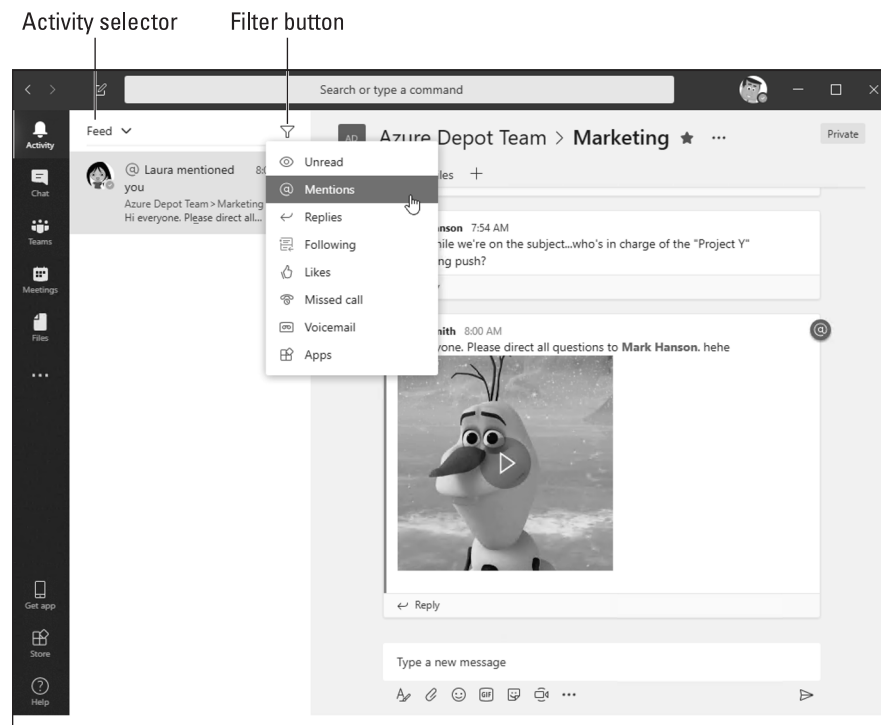 Activity selector
Filter button
Search or type a command
Activity
Chat
Teams
Meetings
Files
Get app
Store
Help
Feed
@ Laura mentioned
you
Azure Depot Team > Marketing
Hi everyone. Please direct all...
Unread
Mentions
Replies
Following
Likes
Missed call
Voicemail
Apps
AD Azure Depot Team > Marketing
Private
7:54 AM
we're on the subject...who's in charge of the "Project Y"
push?
8:00 AM
Please direct all questions to Mark Hanson. hehe
Reply
Type a new message
GIF